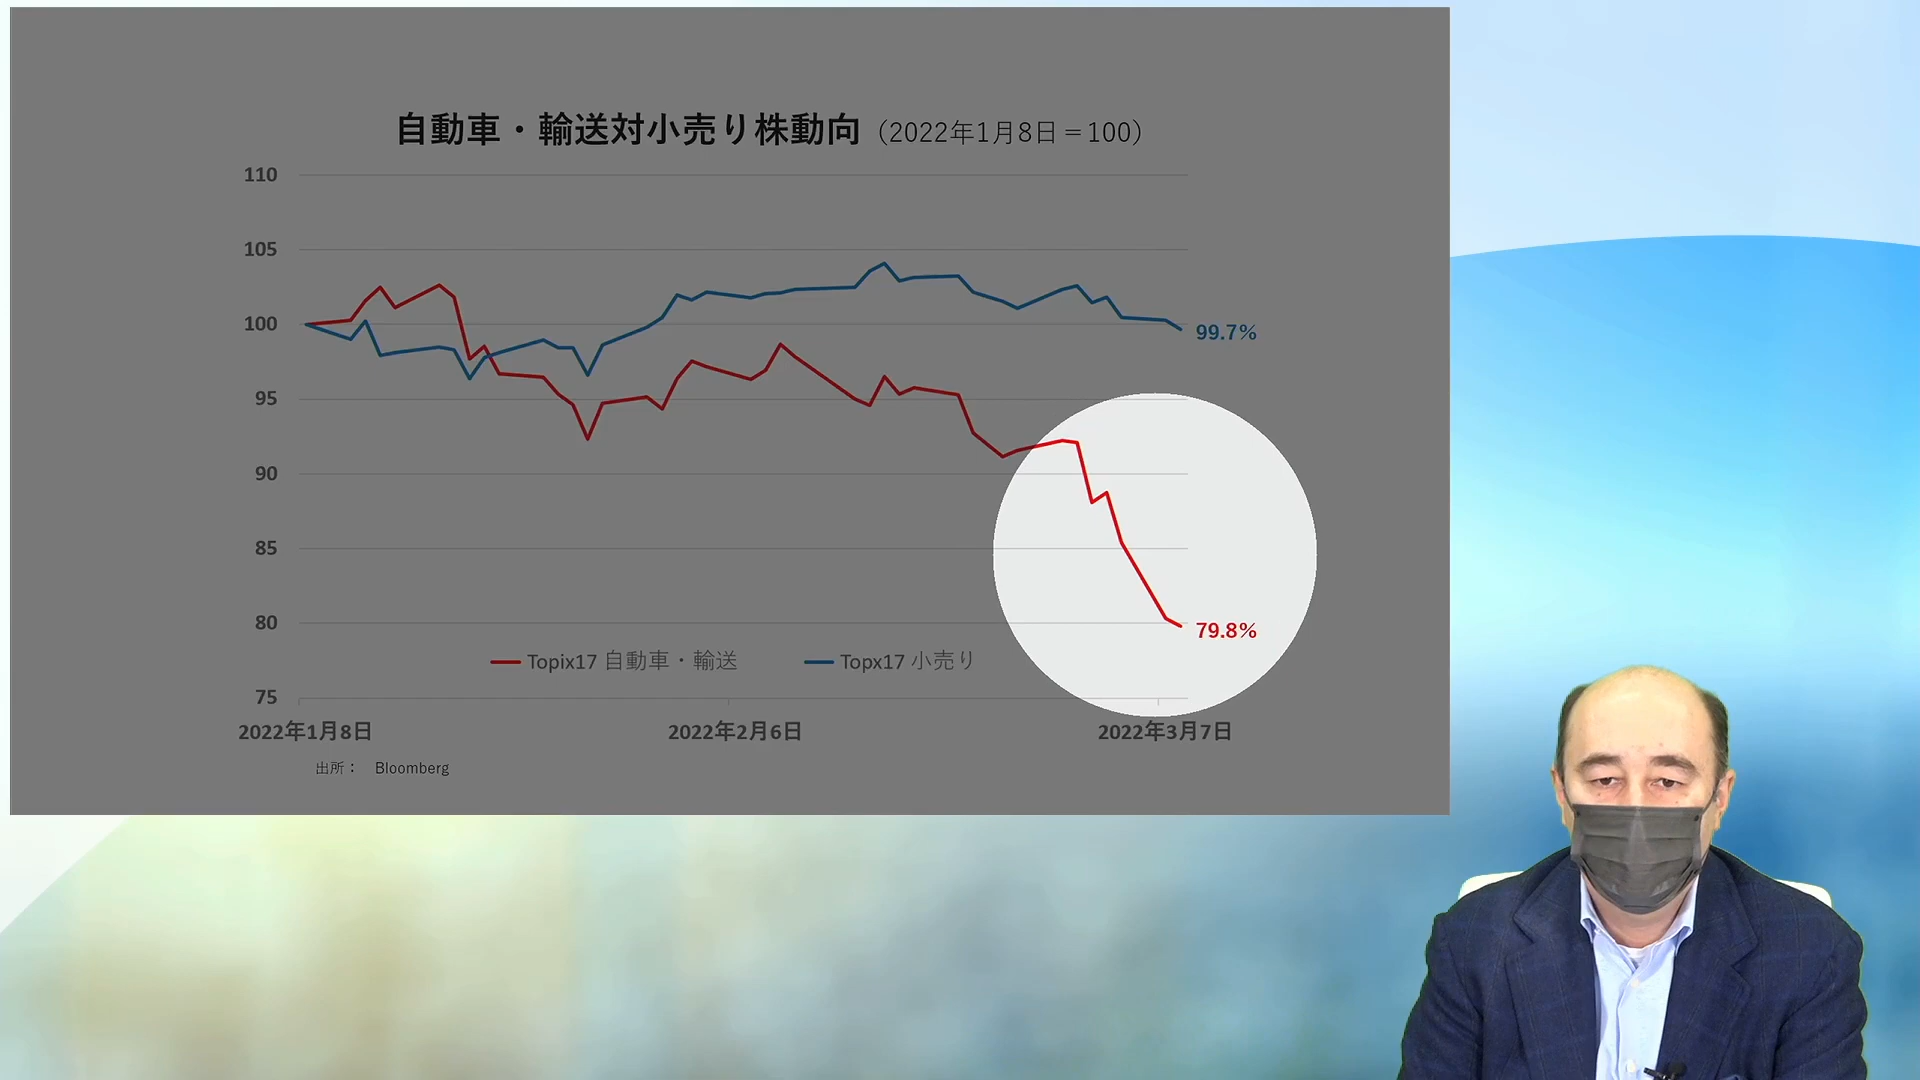 自動車・輸送対小売り株動向（2022年1月8日＝100）
110
105
100
95
90
85
80
75
99.7%
79.8%
Topix17 自動車・輸送
Topx17 小売り
2022年1月8日
2022年2月6日
2022年3月7日
出所： Bloomberg